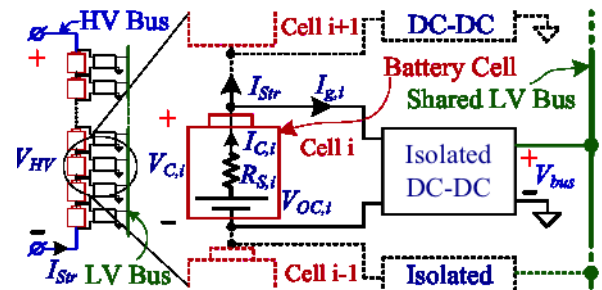 HV Bus
+
V_HV
-
I_Str
LV Bus
Cell i+1
DC-DC
I_Str
I_g,i
Battery Cell
Shared LV Bus
+
V_C,i
-
I_C,i
R_S,i
V_OC,i
Cell i
Isolated
DC-DC
+
V_bus
-
Cell i-1
Isolated